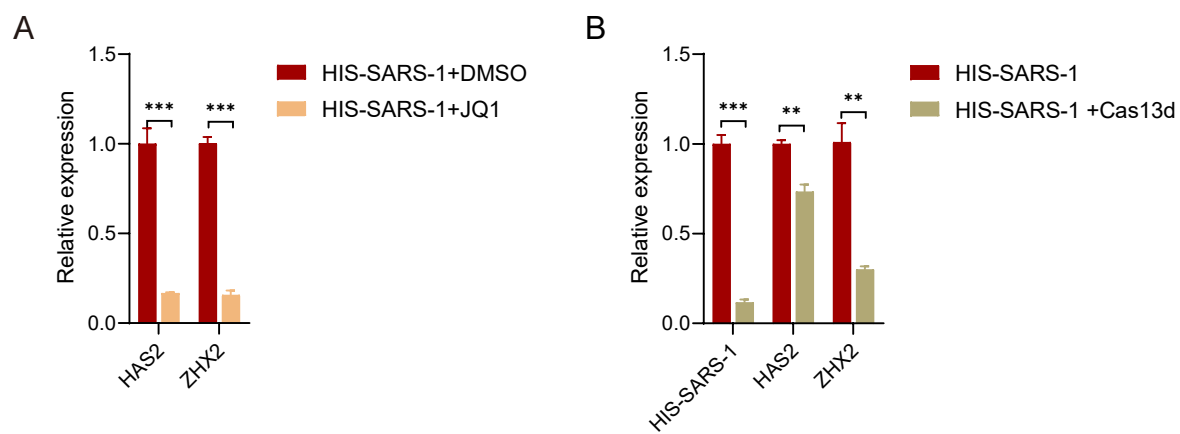 A
Relative expression
1.5
1.0
0.5
0.0
***
***
HAS2
ZHX2
HIS-SARS-1+DMSO
HIS-SARS-1+JQ1
B
Relative expression
1.5
1.0
0.5
0.0
***
**
**
HIS-SARS-1
HAS2
ZHX2
HIS-SARS-1
HIS-SARS-1 +Cas13d